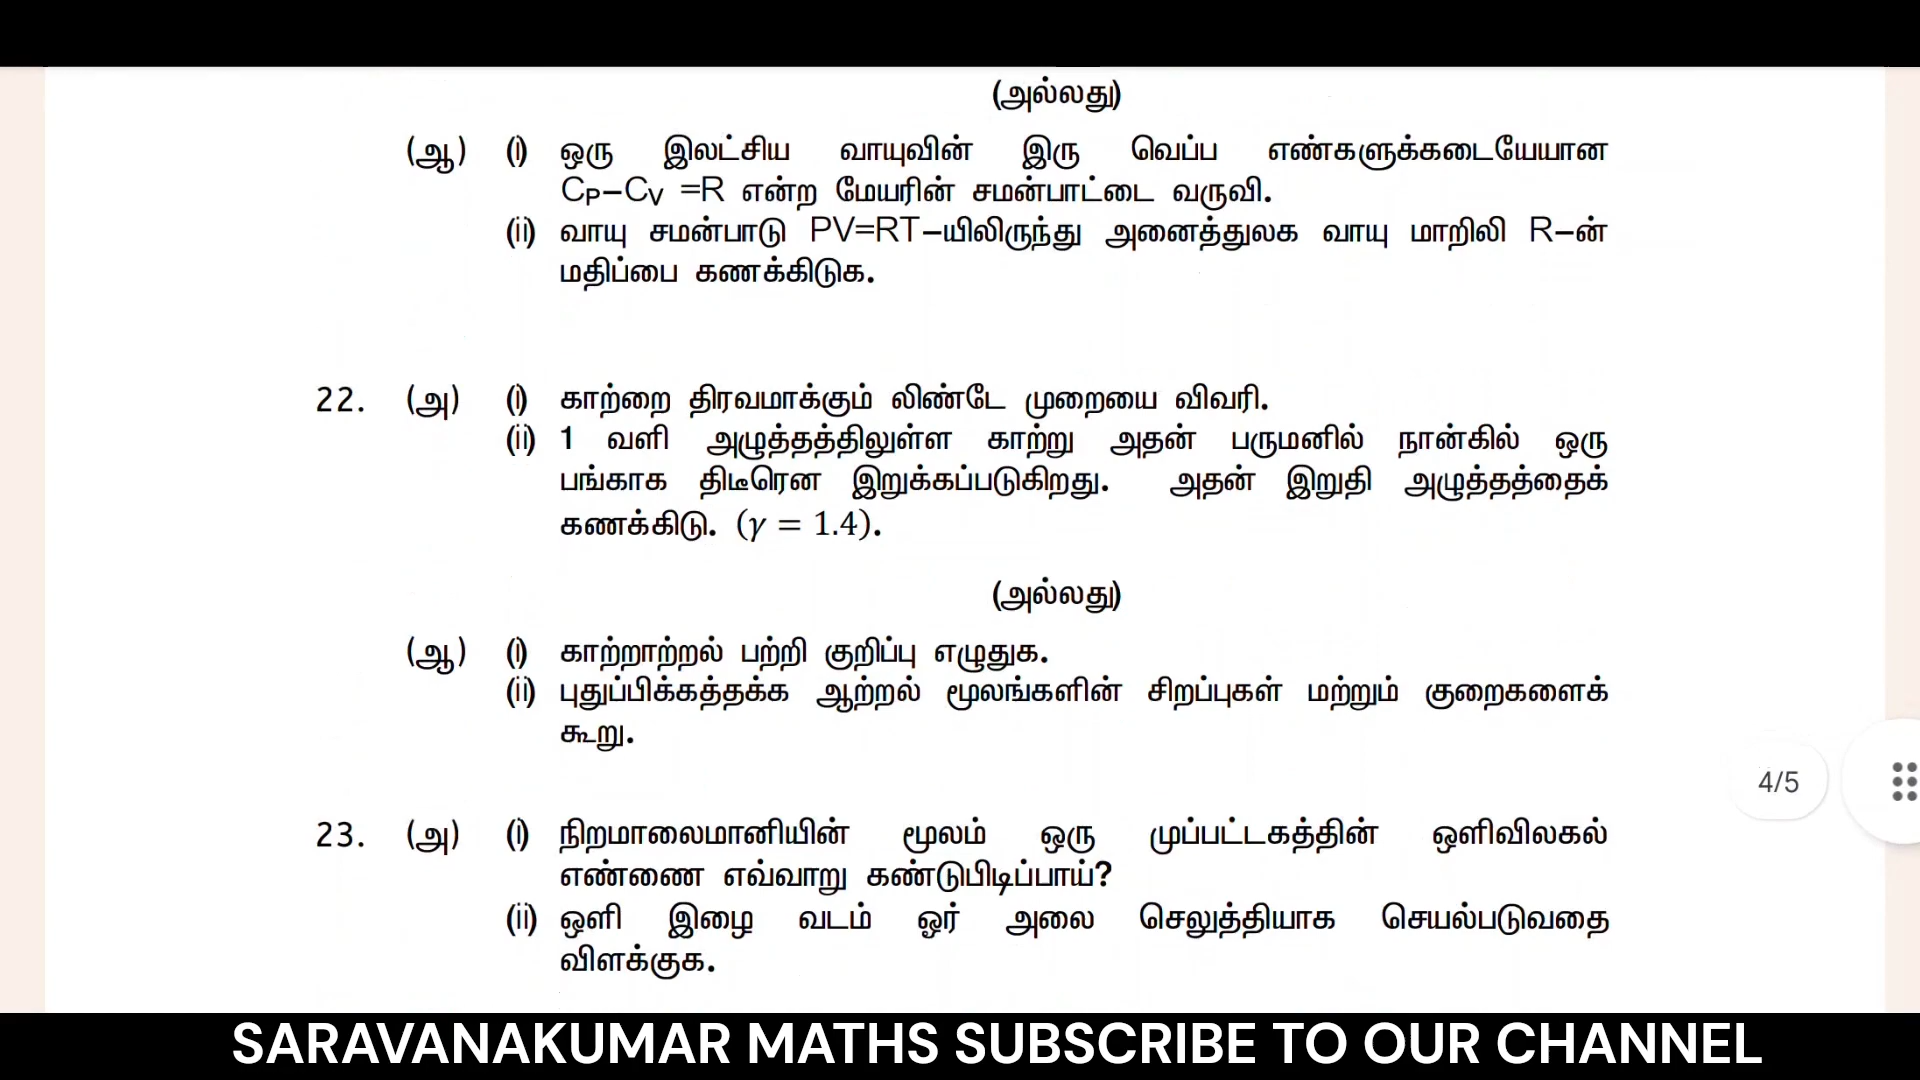 (அல்லது)
(ஆ) (i) ஒரு இலட்சிய வாயுவின் இரு வெப்ப எண்களுக்கடையேயான
CP–CV =R என்ற மேயரின் சமன்பாட்டை வருவி.
(ii) வாயு சமன்பாடு PV=RT–யிலிருந்து அனைத்துலக வாயு மாறிலி R–ன்
மதிப்பை கணக்கிடுக.
22. (அ) (i) காற்றை திரவமாக்கும் லிண்டே முறையை விவரி.
(ii) 1 வளி அழுத்தத்திலுள்ள காற்று அதன் பருமனில் நான்கில் ஒரு
பங்காக திடீரென இறுக்கப்படுகிறது. அதன் இறுதி அழுத்தத்தைக்
கணக்கிடு. (γ = 1.4).
(அல்லது)
(ஆ) (i) காற்றாற்றல் பற்றி குறிப்பு எழுதுக.
(ii) புதுப்பிக்கத்தக்க ஆற்றல் மூலங்களின் சிறப்புகள் மற்றும் குறைகளைக்
கூறு.
4/5
23. (அ) (i) நிறமாலைமானியின் மூலம் ஒரு முப்பட்டகத்தின் ஒளிவிலகல்
எண்ணை எவ்வாறு கண்டுபிடிப்பாய்?
(ii) ஒளி இழை வடம் ஓர் அலை செலுத்தியாக செயல்படுவதை
விளக்குக.
SARAVANAKUMAR MATHS SUBSCRIBE TO OUR CHANNEL